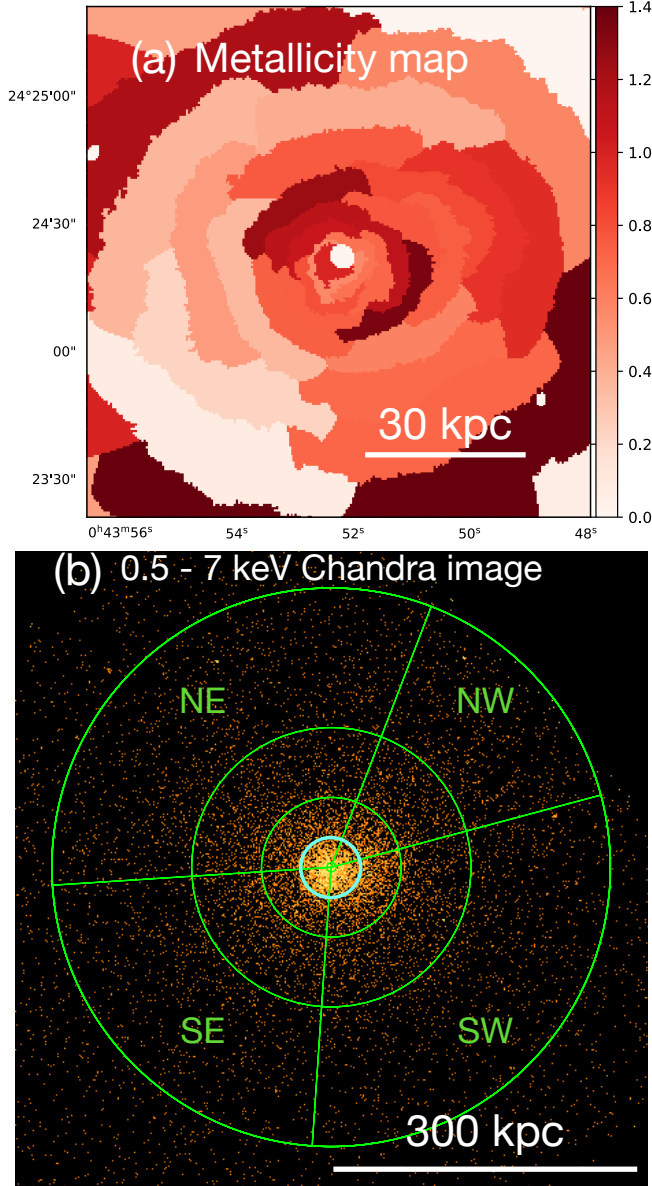 (a) Metallicity map
1.4
1.2
1.0
0.8
0.6
0.4
0.2
0.0
24°25'00"
24'30"
00"
23'30"
30 kpc
0ʰ43ᵐ56ˢ 54ˢ 52ˢ 50ˢ 48ˢ
(b) 0.5 - 7 keV Chandra image
NE NW
SE SW
300 kpc